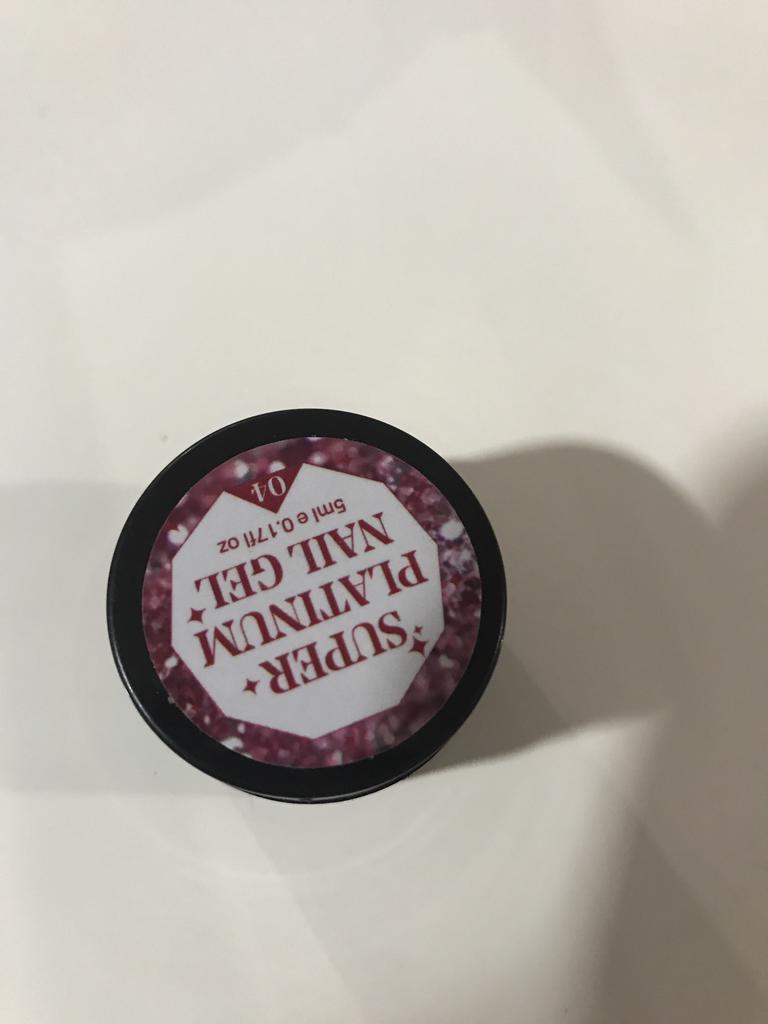 SUPER
PLATINUM
NAIL GEL
5ml e 0.17fl oz
04